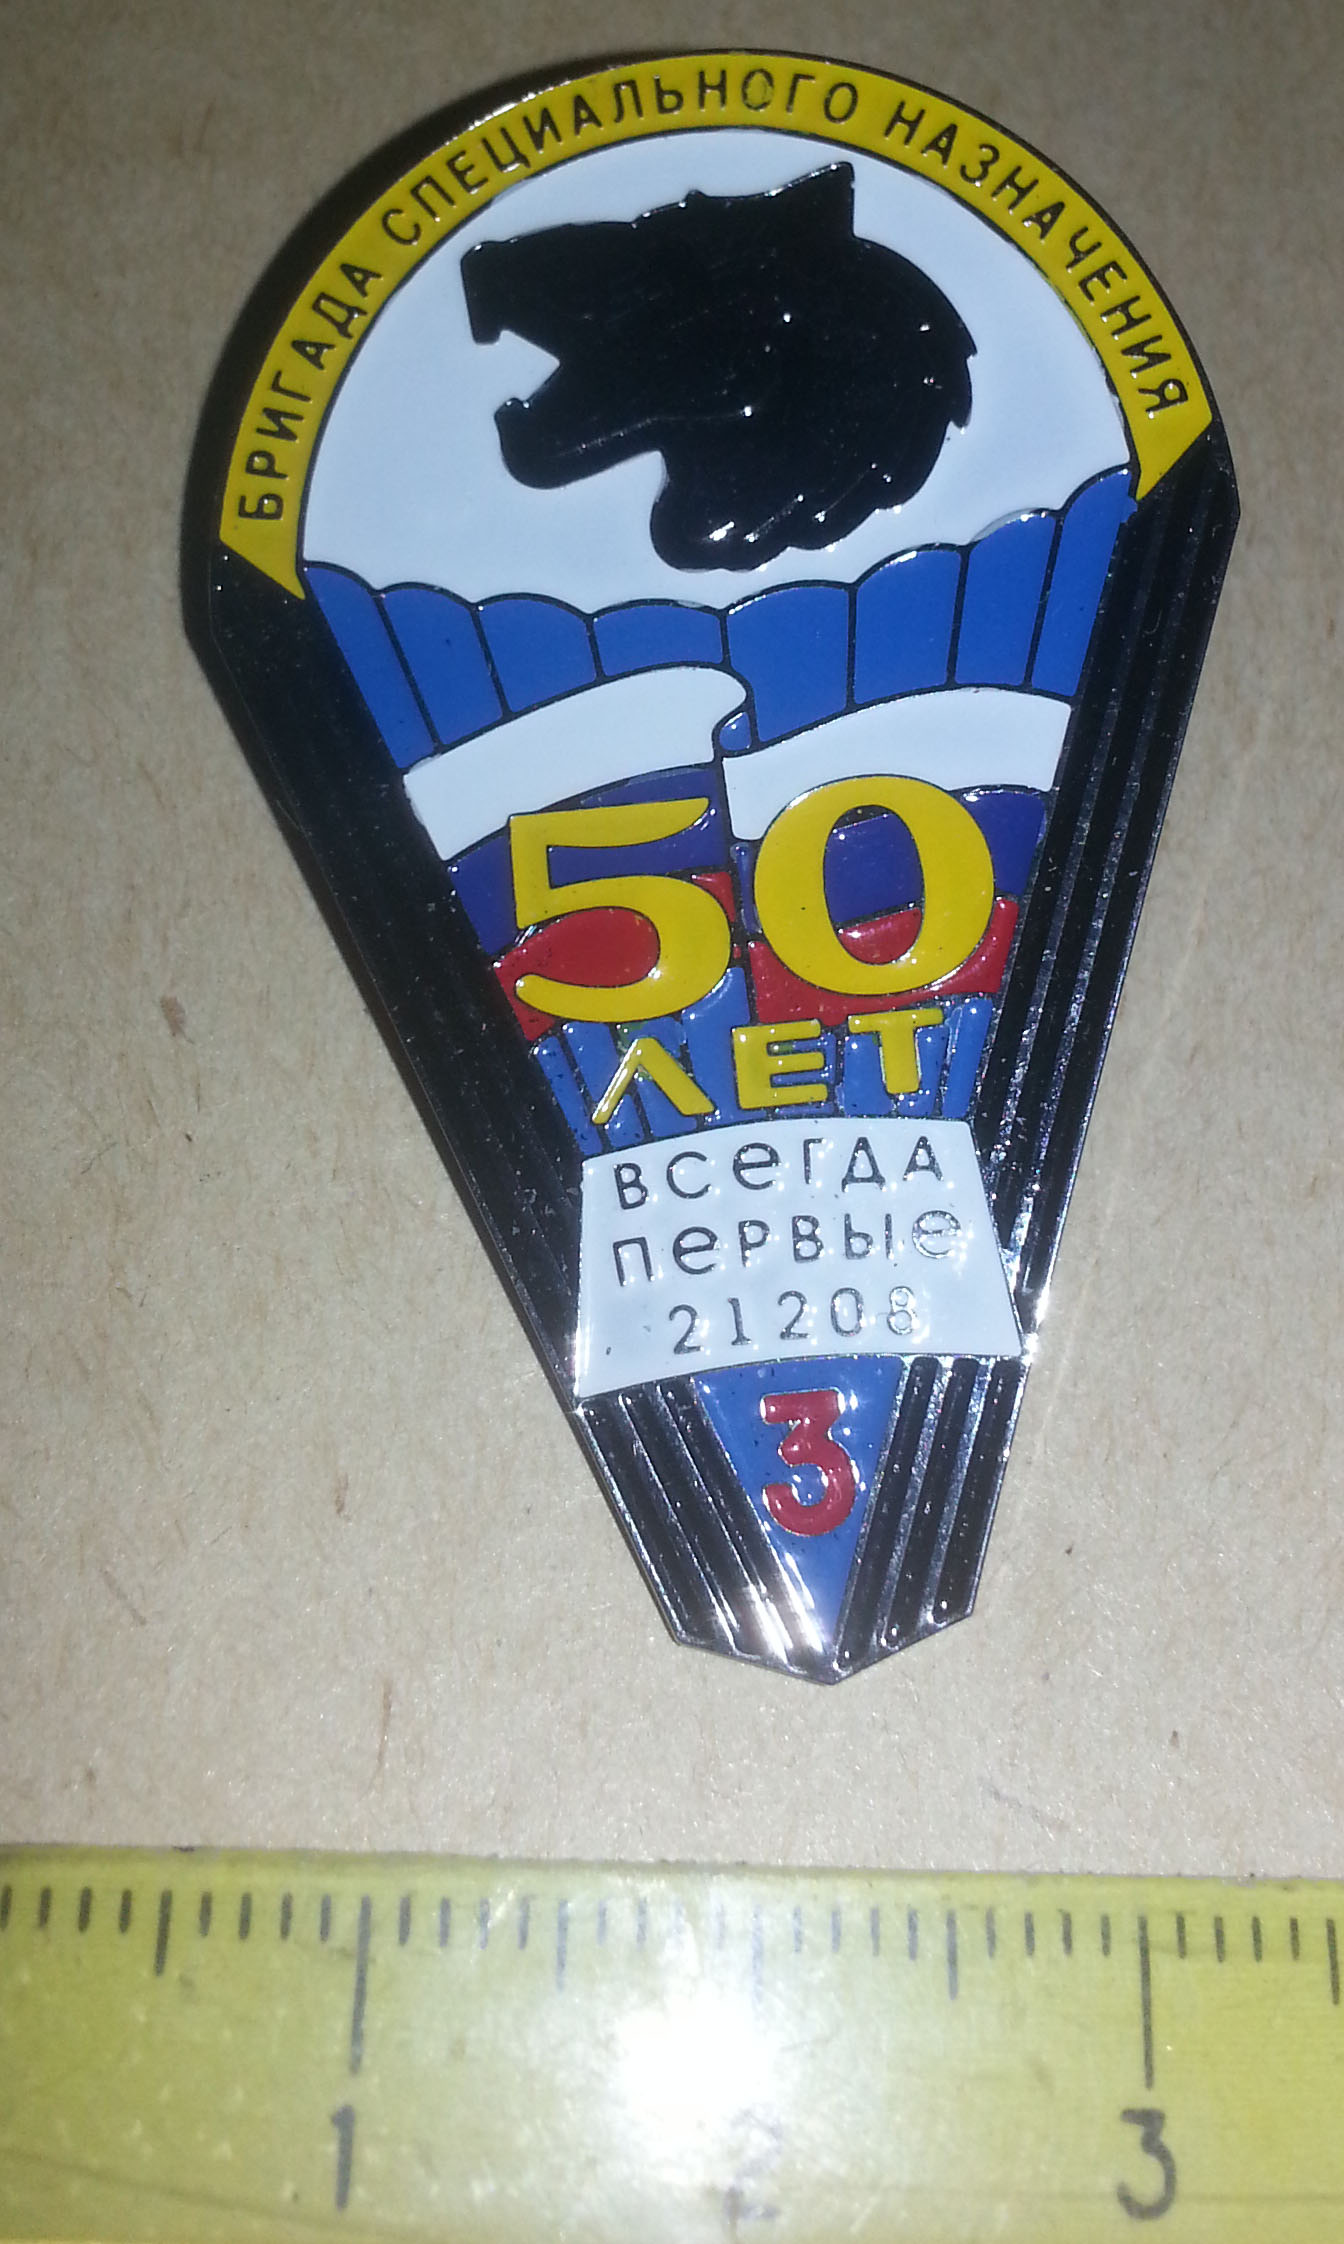 БРИГАДА СПЕЦИАЛЬНОГО НАЗНАЧЕНИЯ
50
ЛЕТ
ВСеГДА
ПеРВЫе
21208
3
1 2 3